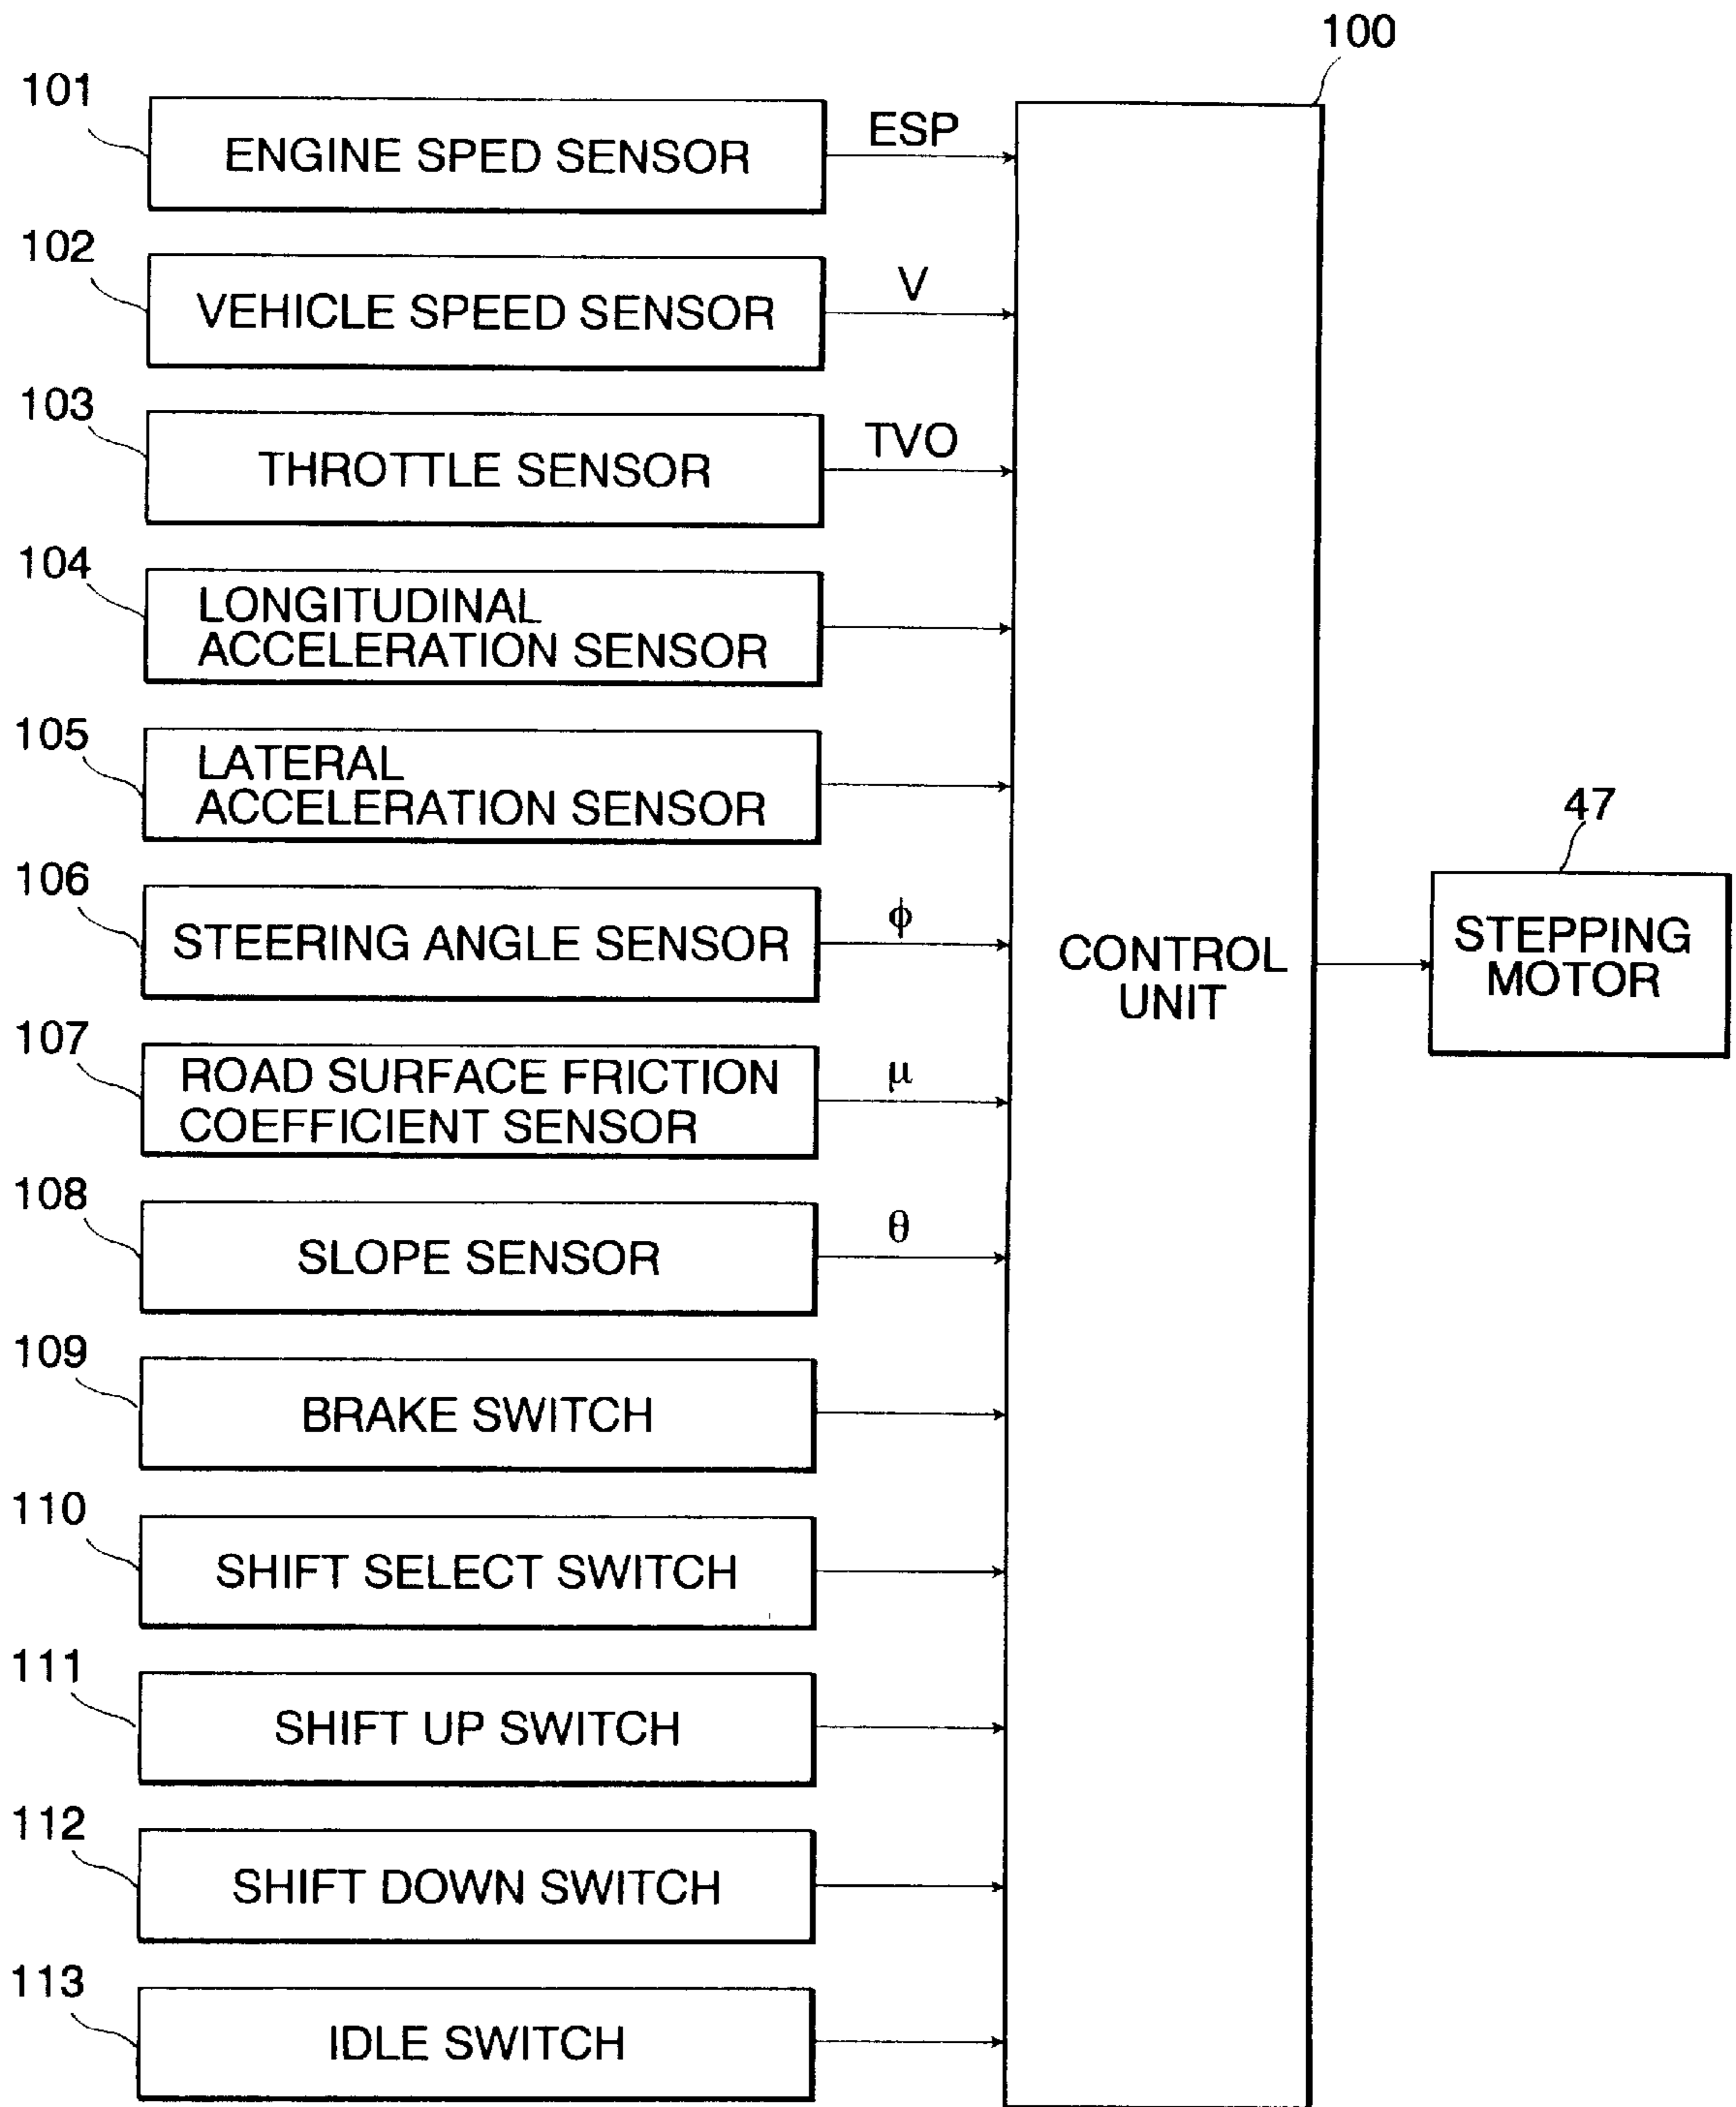 100
101
ENGINE SPED SENSOR
ESP
102
VEHICLE SPEED SENSOR
V
103
THROTTLE SENSOR
TVO
104
LONGITUDINAL
ACCELERATION SENSOR
105
LATERAL
ACCELERATION SENSOR
106
STEERING ANGLE SENSOR
ϕ
107
ROAD SURFACE FRICTION
COEFFICIENT SENSOR
μ
108
SLOPE SENSOR
θ
109
BRAKE SWITCH
110
SHIFT SELECT SWITCH
111
SHIFT UP SWITCH
112
SHIFT DOWN SWITCH
113
IDLE SWITCH
CONTROL
UNIT
47
STEPPING
MOTOR